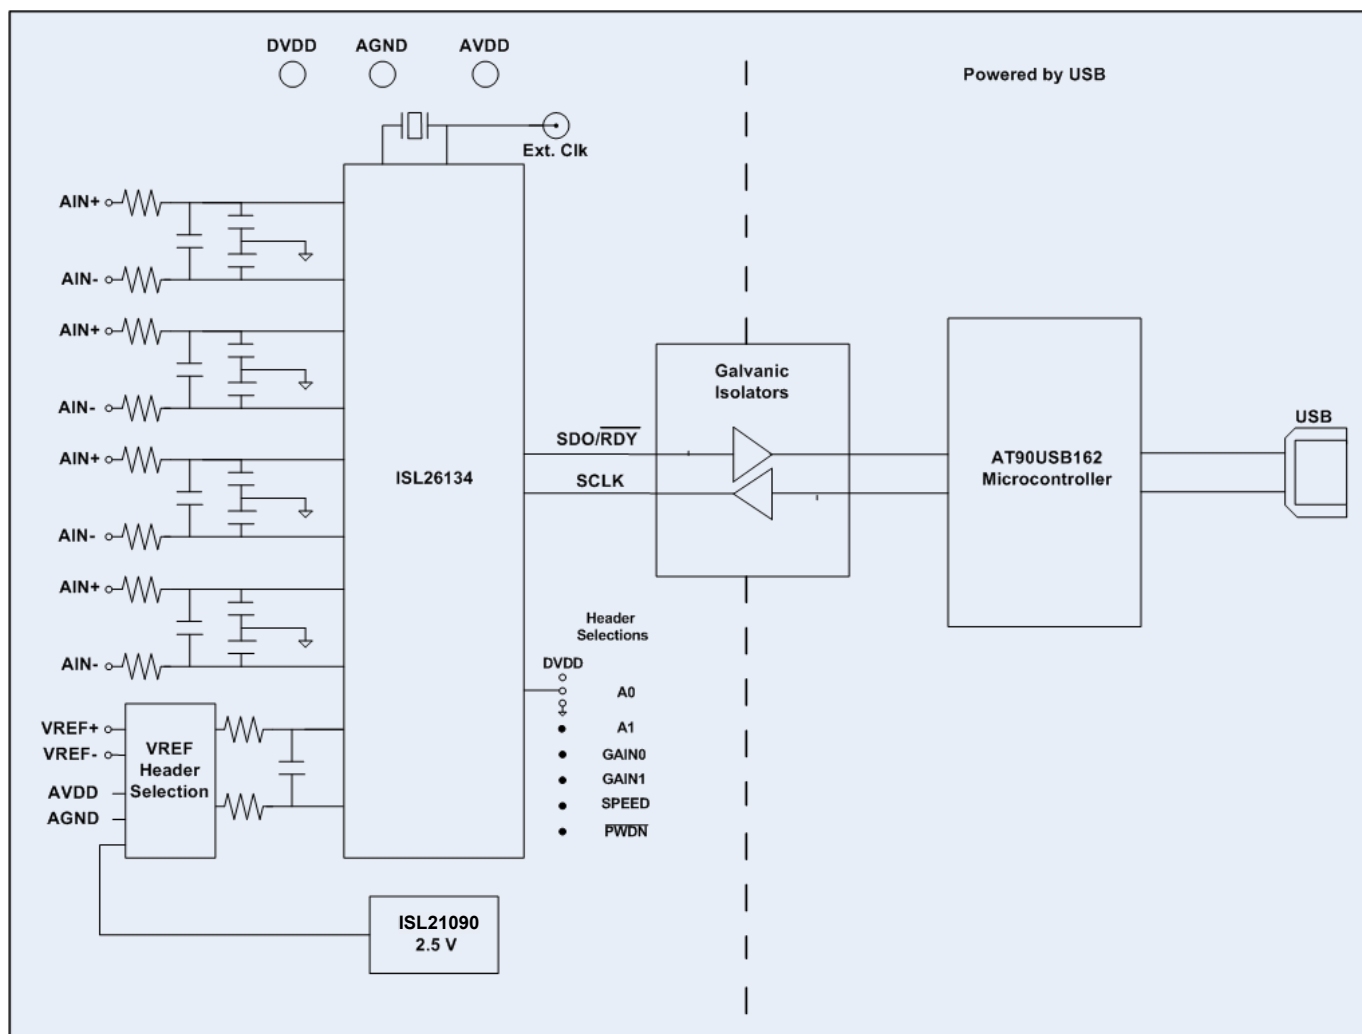 DVDD
AGND
AVDD
Powered by USB
Ext. Clk
AIN+
AIN-
AIN+
AIN-
AIN+
AIN-
AIN+
AIN-
ISL26134
Galvanic
Isolators
SDO/RDY
SCLK
AT90USB162
Microcontroller
USB
Header
Selections
DVDD
A0
A1
GAIN0
GAIN1
SPEED
PWDN
VREF+
VREF-
AVDD
AGND
VREF
Header
Selection
ISL21090
2.5 V